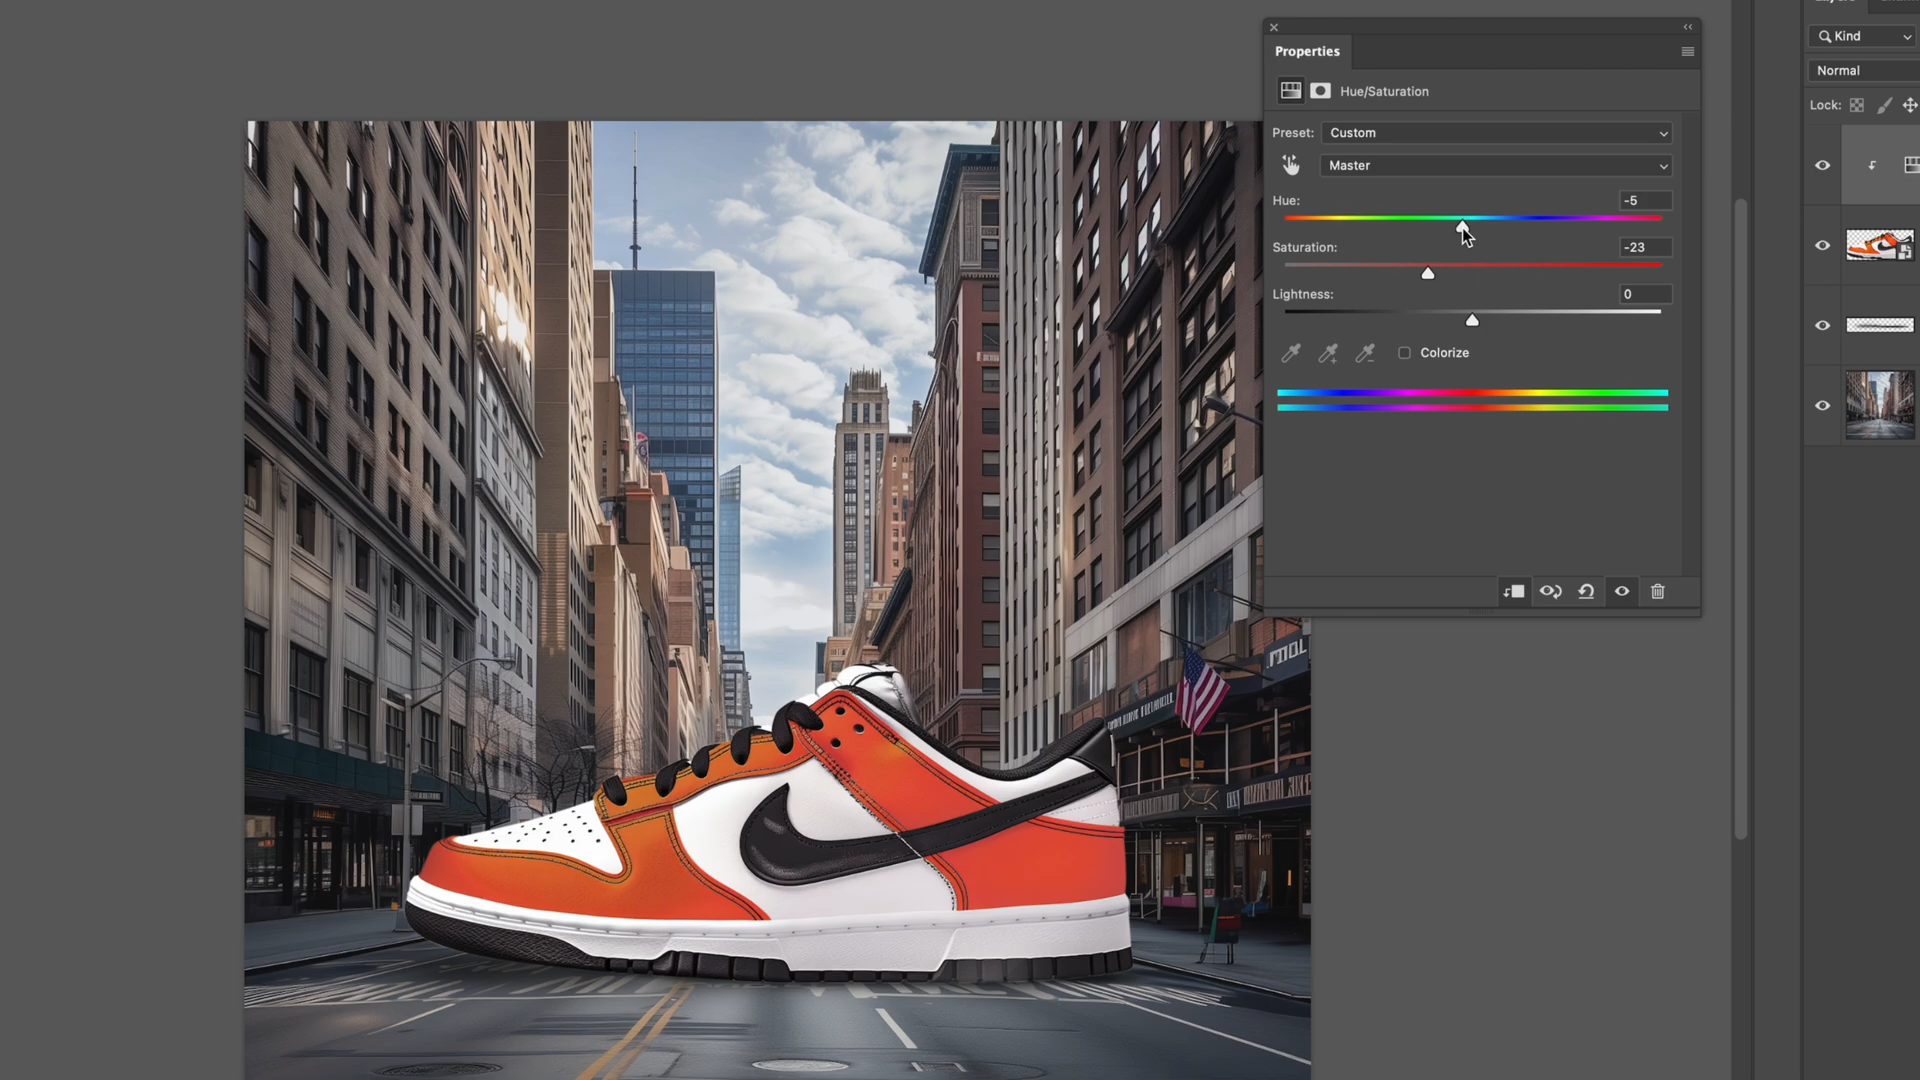 Properties
Kind
Hue/Saturation
Normal
Lock:
Preset: Custom
Master
Hue: -5
Saturation: -23
Lightness: 0
Colorize